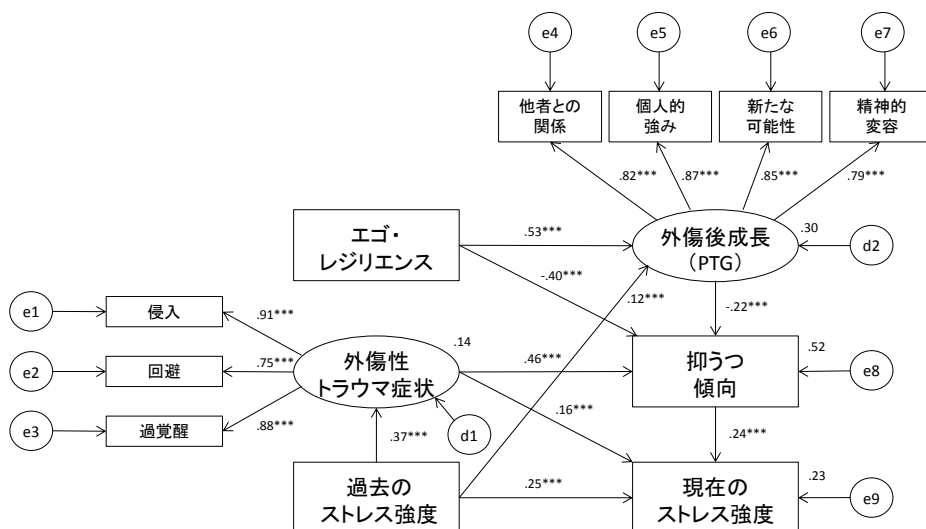 e4
e5
e6
e7
他者との
関係
個人的
強み
新たな
可能性
精神的
変容
.82***
.87***
.85***
.79***
エゴ・
レジリエンス
.53***
外傷後成長
(PTG)
.30
d2
-.40***
.12***
-.22***
e1
侵入
.91***
e2
回避
.75***
e3
過覚醒
.88***
外傷性
トラウマ症状
.14
d1
.46***
抑うつ
傾向
.52
e8
.16***
.37***
.24***
過去の
ストレス強度
.25***
現在の
ストレス強度
.23
e9